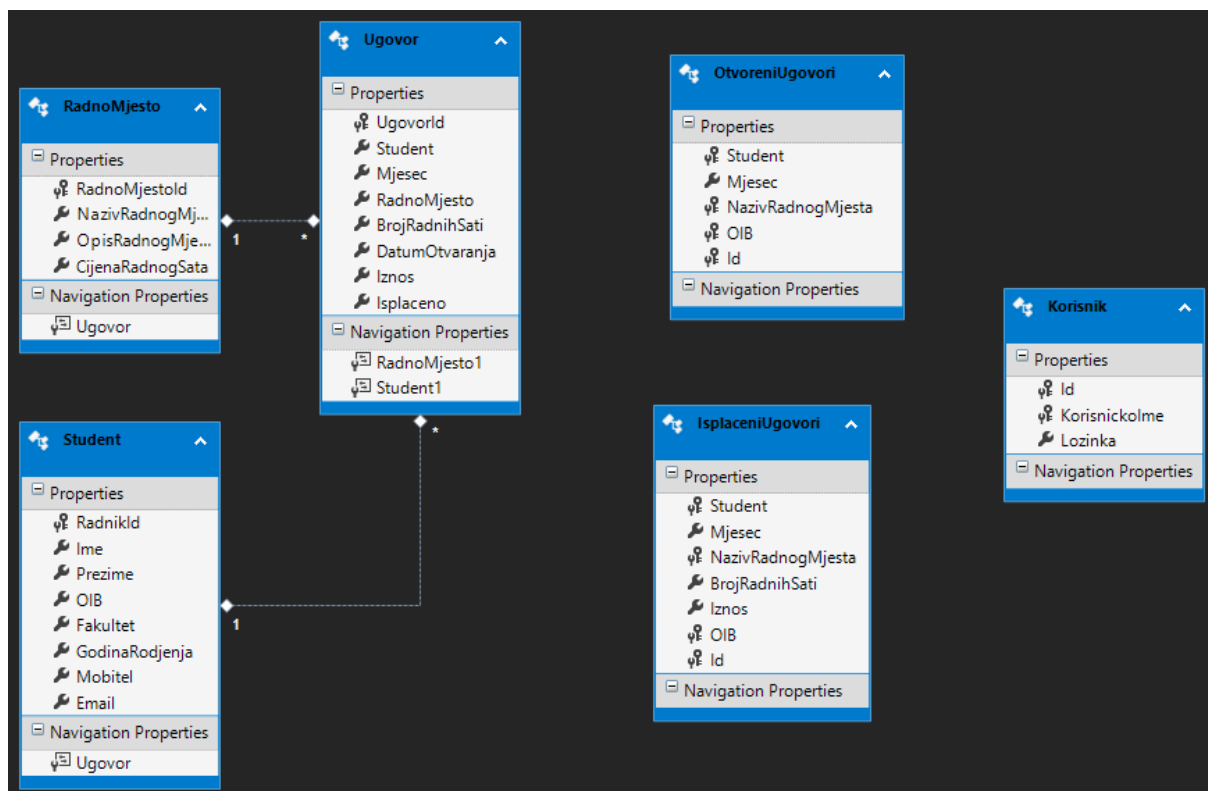 RadnoMjesto
Properties
RadnoMjestoId
NazivRadnogMj...
OpisRadnogMje...
CijenaRadnogSata
Navigation Properties
Ugovor
1
*
Ugovor
Properties
UgovorId
Student
Mjesec
RadnoMjesto
BrojRadnihSati
DatumOtvaranja
Iznos
Isplaceno
Navigation Properties
RadnoMjesto1
Student1
*
Student
Properties
RadnikId
Ime
Prezime
OIB
Fakultet
GodinaRodjenja
Mobitel
Email
Navigation Properties
Ugovor
1
OtvoreniUgovori
Properties
Student
Mjesec
NazivRadnogMjesta
OIB
Id
Navigation Properties
IsplaceniUgovori
Properties
Student
Mjesec
NazivRadnogMjesta
BrojRadnihSati
Iznos
OIB
Id
Navigation Properties
Korisnik
Properties
Id
KorisnickoIme
Lozinka
Navigation Properties